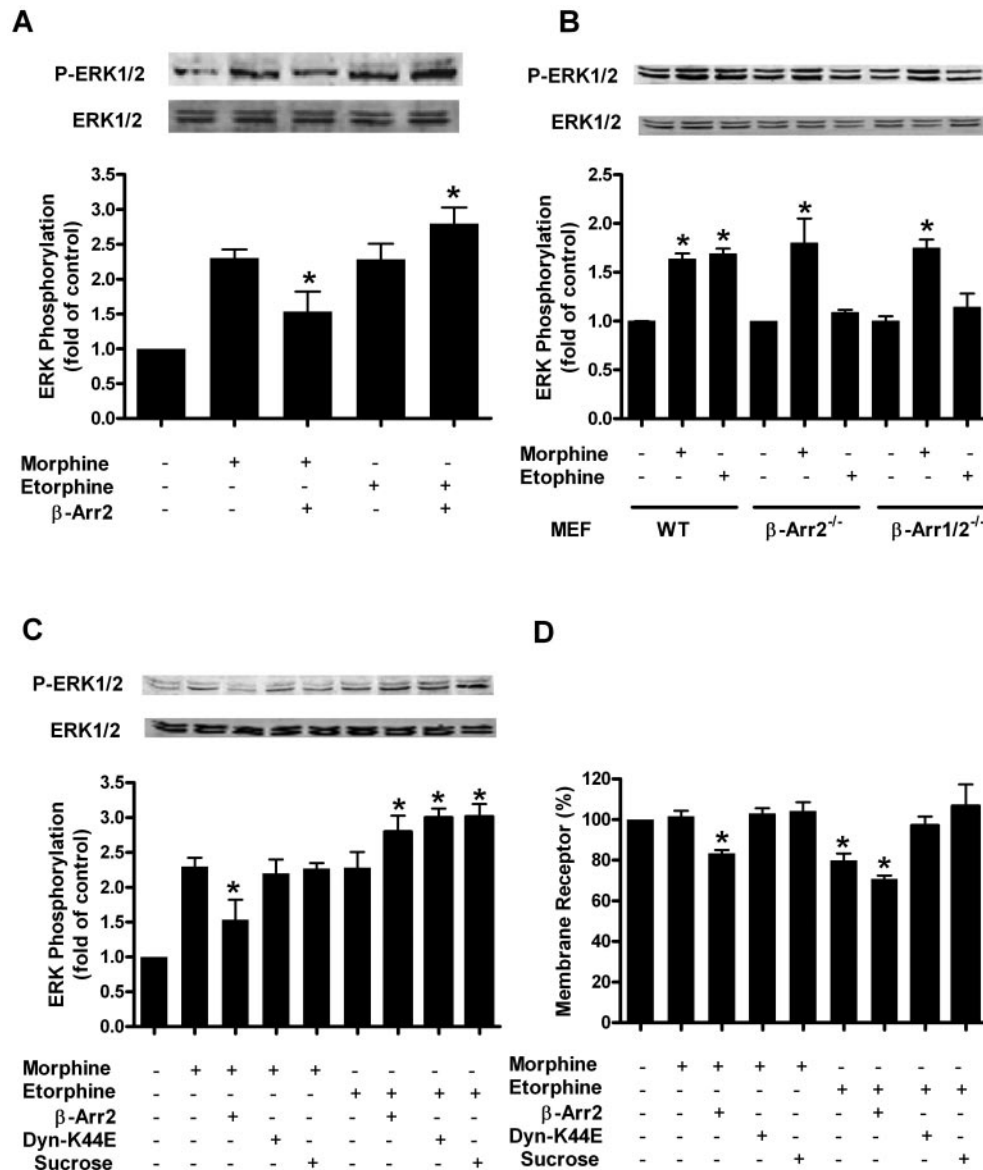 A
P-ERK1/2
ERK1/2
ERK Phosphorylation
(fold of control)
3.5
3.0
2.5
2.0
1.5
1.0
0.5
0.0
*
*
Morphine - + + - -
Etorphine - - - + +
β-Arr2 - - + - +
B
P-ERK1/2
ERK1/2
ERK Phosphorylation
(fold of control)
2.5
2.0
1.5
1.0
0.5
0.0
* * * *
Morphine - + - - + - - + -
Etophine - - + - - + - - +
MEF WT β-Arr2-/- β-Arr1/2-/-
C
P-ERK1/2
ERK1/2
ERK Phosphorylation
(fold of control)
3.5
3.0
2.5
2.0
1.5
1.0
0.5
0.0
* * * *
Morphine - + + + + - - - -
Etorphine - - - - - + + + +
β-Arr2 - - + - - - + - -
Dyn-K44E - - - + - - - + -
Sucrose - - - - + - - - +
D
Membrane Receptor (%)
120
100
80
60
40
20
0
* * *
Morphine - + + + + - - - -
Etorphine - - - - - + + + +
β-Arr2 - - + - - - + - -
Dyn-K44E - - - + - - - + -
Sucrose - - - - + - - - +